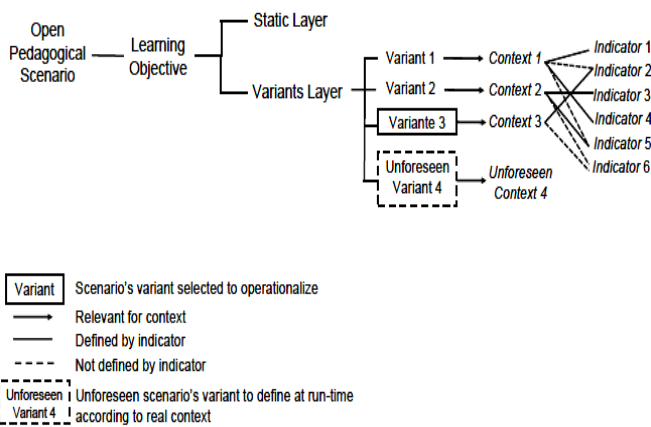 Open
Pedagogical
Scenario
Learning
Objective
Static Layer
Variants Layer
Variant 1
Context 1
Variant 2
Context 2
Variante 3
Context 3
Unforeseen
Variant 4
Unforeseen
Context 4
Indicator 1
Indicator 2
Indicator 3
Indicator 4
Indicator 5
Indicator 6
Variant
Scenario's variant selected to operationalize
Relevant for context
Defined by indicator
Not defined by indicator
Unforeseen
Variant 4
Unforeseen scenario's variant to define at run-time
according to real context